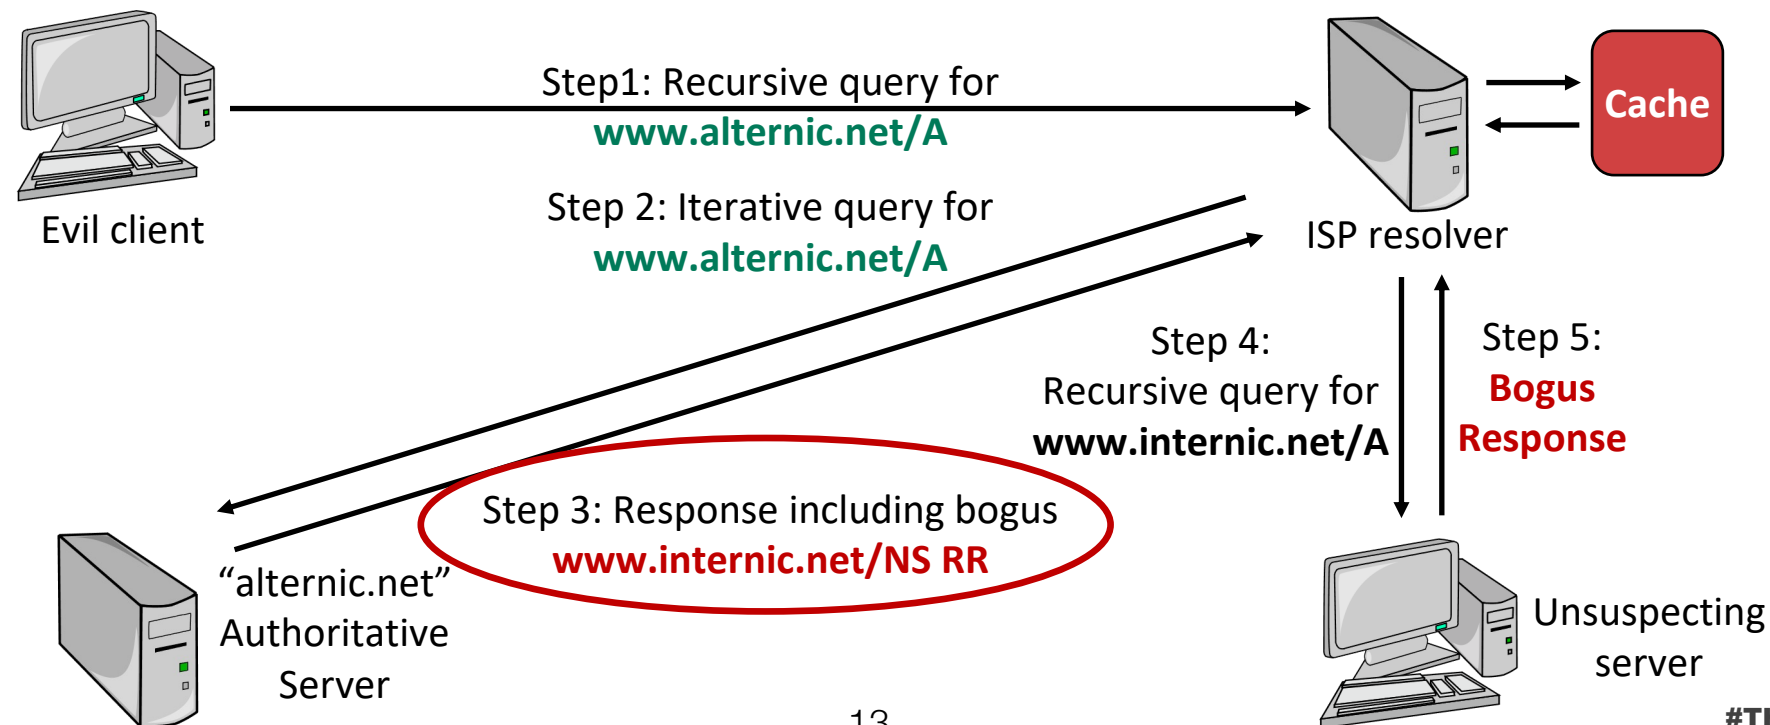 Step1: Recursive query for
www.alternic.net/A
Cache
Evil client
Step 2: Iterative query for
www.alternic.net/A
ISP resolver
Step 4:
Recursive query for
www.internic.net/A
Step 5:
Bogus
Response
Step 3: Response including bogus
www.internic.net/NS RR
“alternic.net”
Authoritative
Server
Unsuspecting
server
13